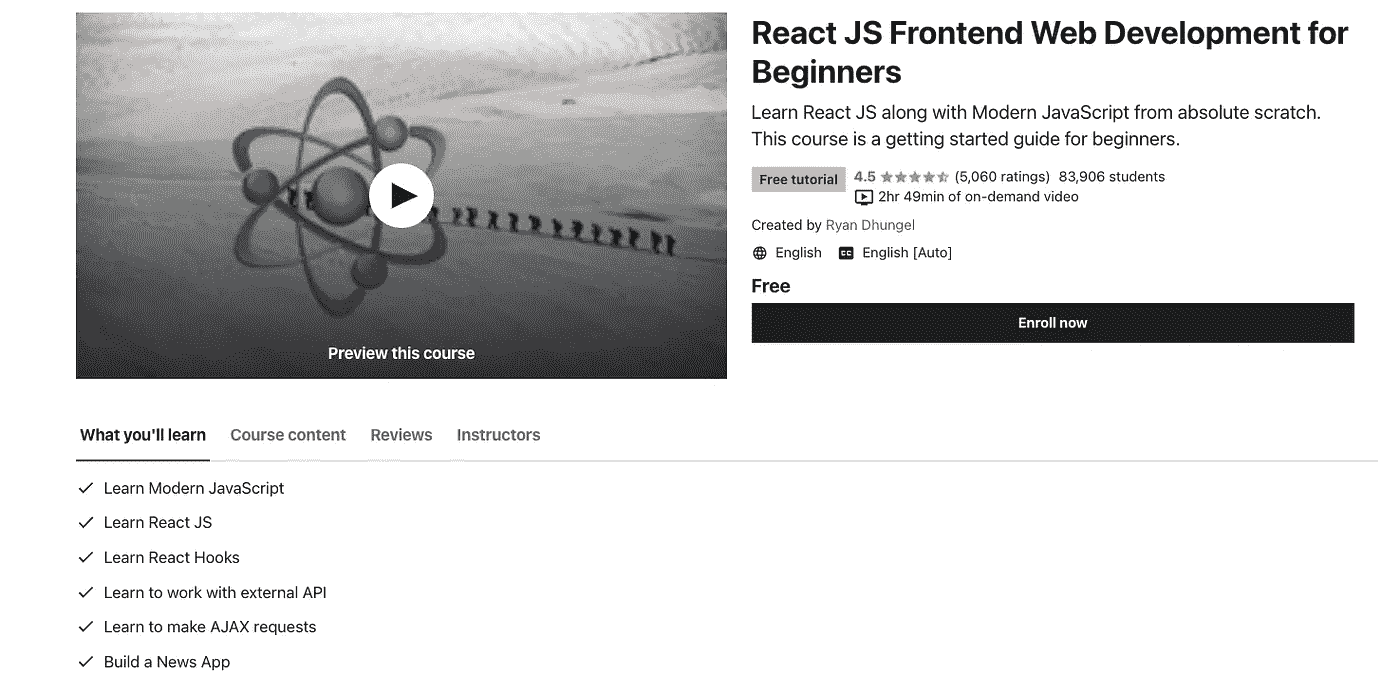 React JS Frontend Web Development for
Beginners
Learn React JS along with Modern JavaScript from absolute scratch.
This course is a getting started guide for beginners.
Free tutorial 4.5 (5,060 ratings) 83,906 students
2hr 49min of on-demand video
Created by Ryan Dhungel
English CC English [Auto]
Free
Enroll now
Preview this course
What you'll learn Course content Reviews Instructors
Learn Modern JavaScript
Learn React JS
Learn React Hooks
Learn to work with external API
Learn to make AJAX requests
Build a News App